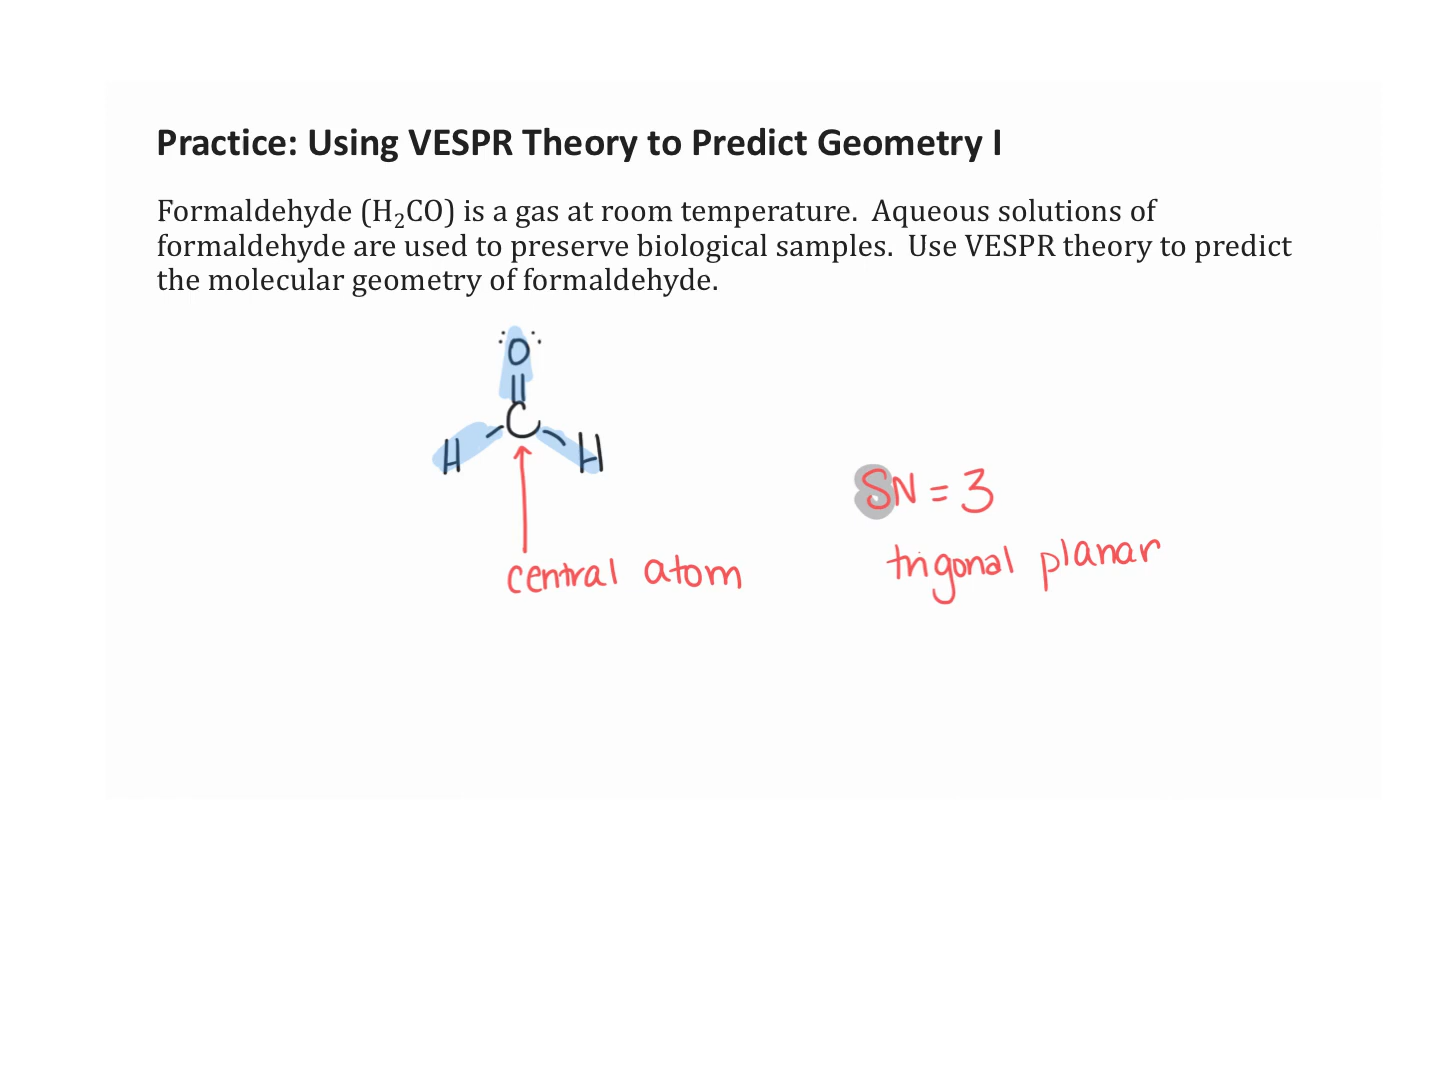 Practice: Using VESPR Theory to Predict Geometry I
Formaldehyde (H₂CO) is a gas at room temperature. Aqueous solutions of
formaldehyde are used to preserve biological samples. Use VESPR theory to predict
the molecular geometry of formaldehyde.
O
C
H H
SN = 3
trigonal planar
central atom